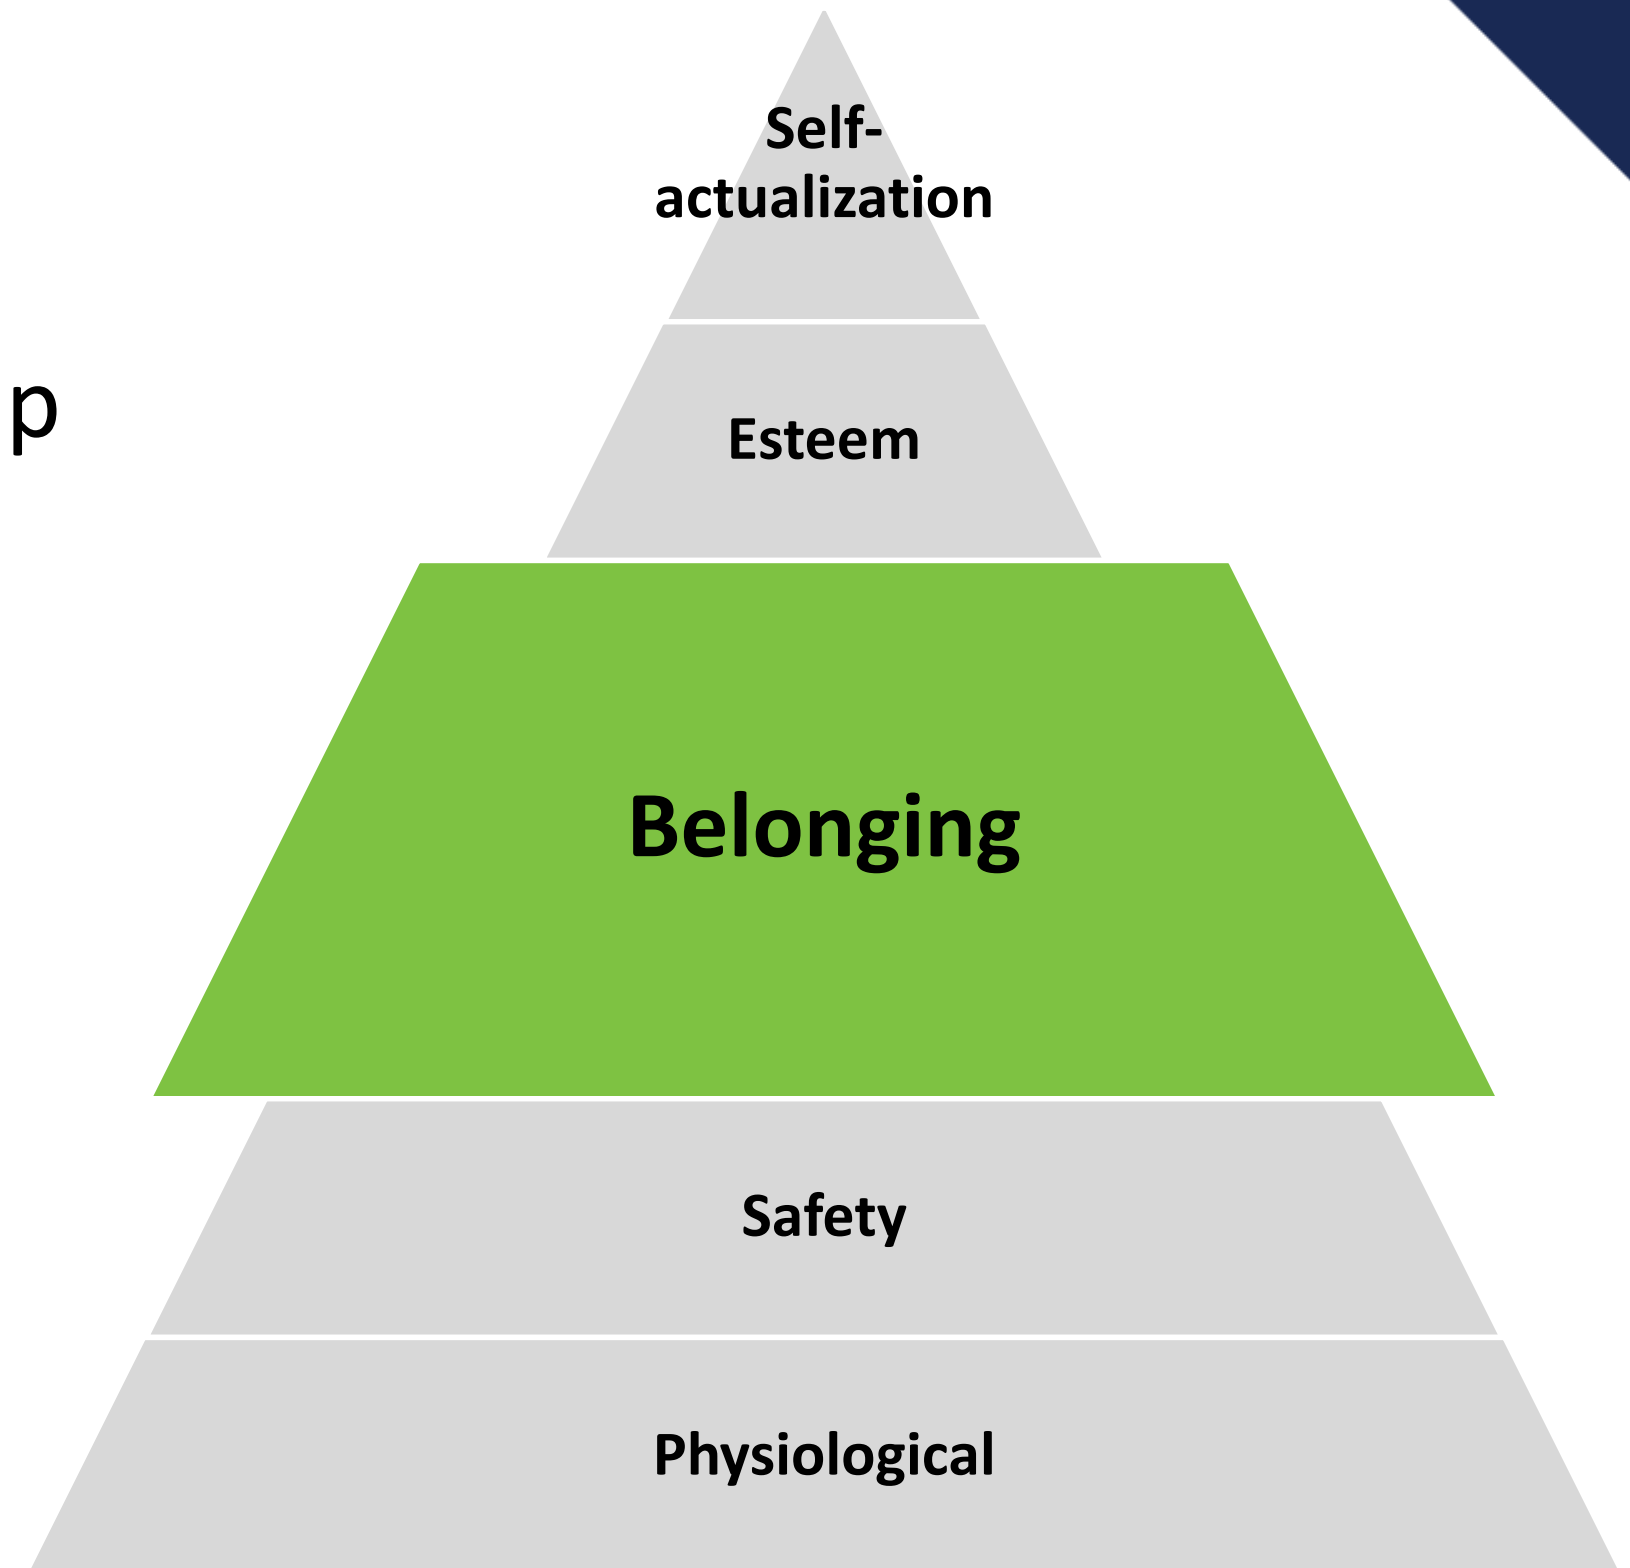 Self-
actualization
p
Esteem
Belonging
Safety
Physiological